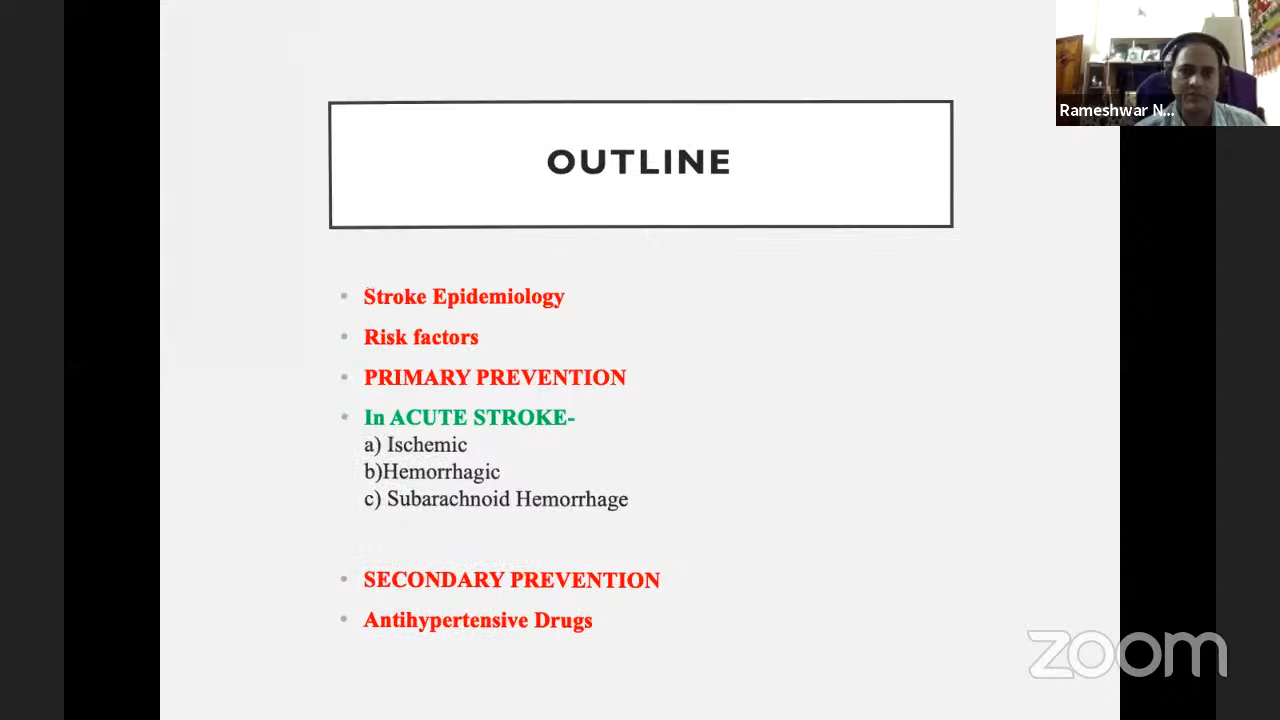 OUTLINE
Rameshwar N...
• Stroke Epidemiology
• Risk factors
• PRIMARY PREVENTION
• In ACUTE STROKE-
a) Ischemic
b)Hemorrhagic
c) Subarachnoid Hemorrhage
• SECONDARY PREVENTION
• Antihypertensive Drugs
zoom